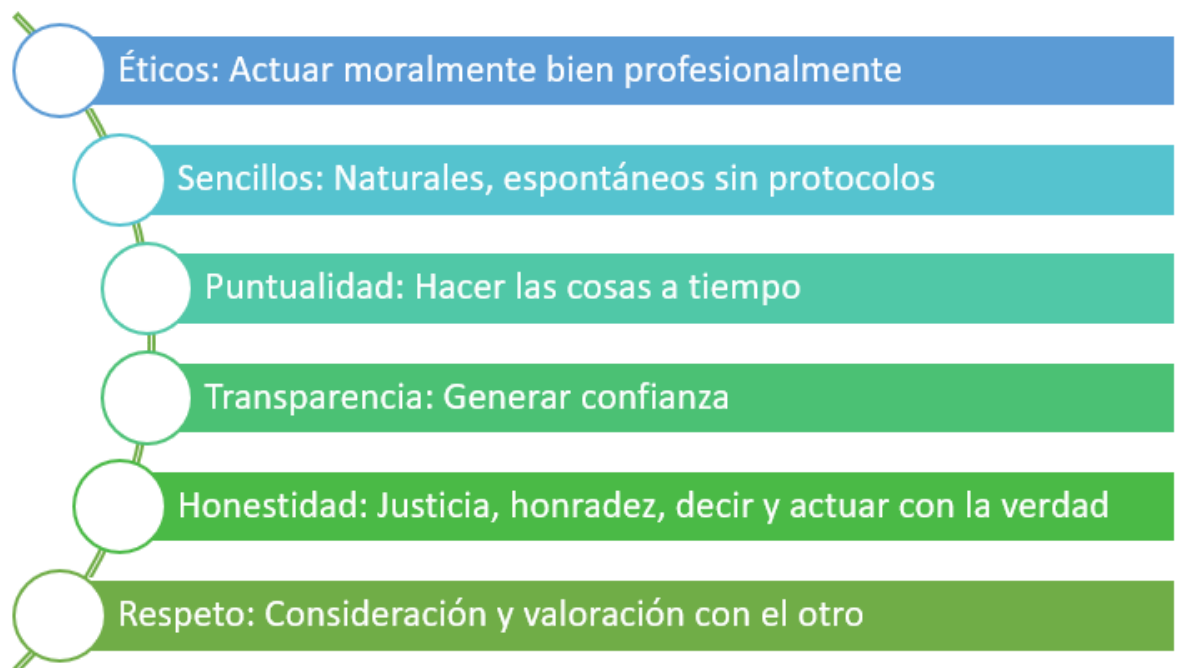 Éticos: Actuar moralmente bien profesionalmente
Sencillos: Naturales, espontáneos sin protocolos
Puntualidad: Hacer las cosas a tiempo
Transparencia: Generar confianza
Honestidad: Justicia, honradez, decir y actuar con la verdad
Respeto: Consideración y valoración con el otro